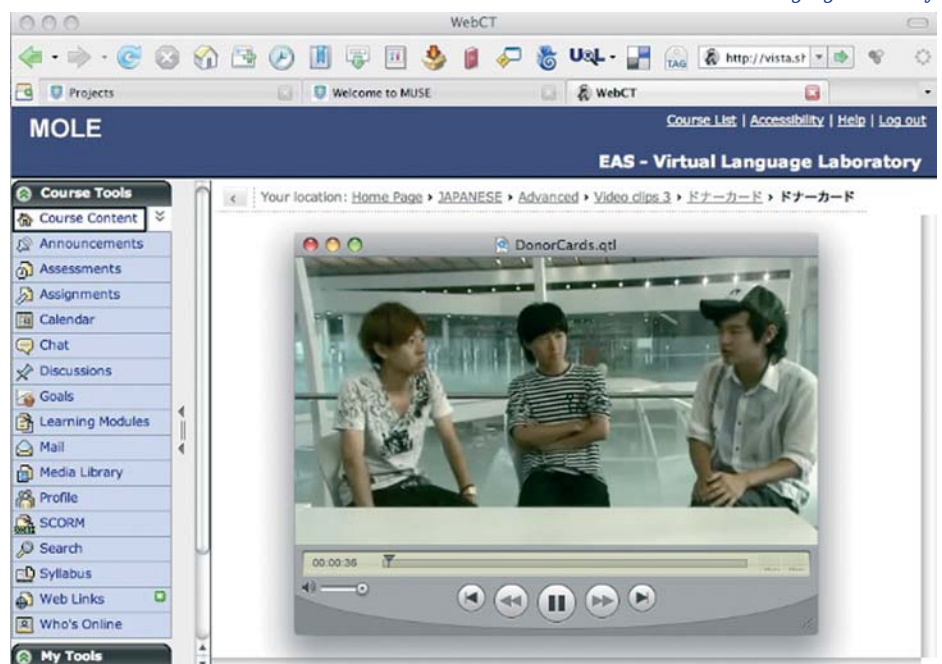 WebCT
UQL
TAG
http://vista.sh
Projects
Welcome to MUSE
WebCT
MOLE
Course List | Accessibility | Help | Log out
EAS - Virtual Language Laboratory
Course Tools
Course Content
Announcements
Assessments
Assignments
Calendar
Chat
Discussions
Goals
Learning Modules
Mail
Media Library
Profile
SCORM
Search
Syllabus
Web Links
Who's Online
My Tools
Your location: Home Page › JAPANESE › Advanced › Video clips 3 › ドナーカード › ドナーカード
DonorCards.qtl
00:00:36